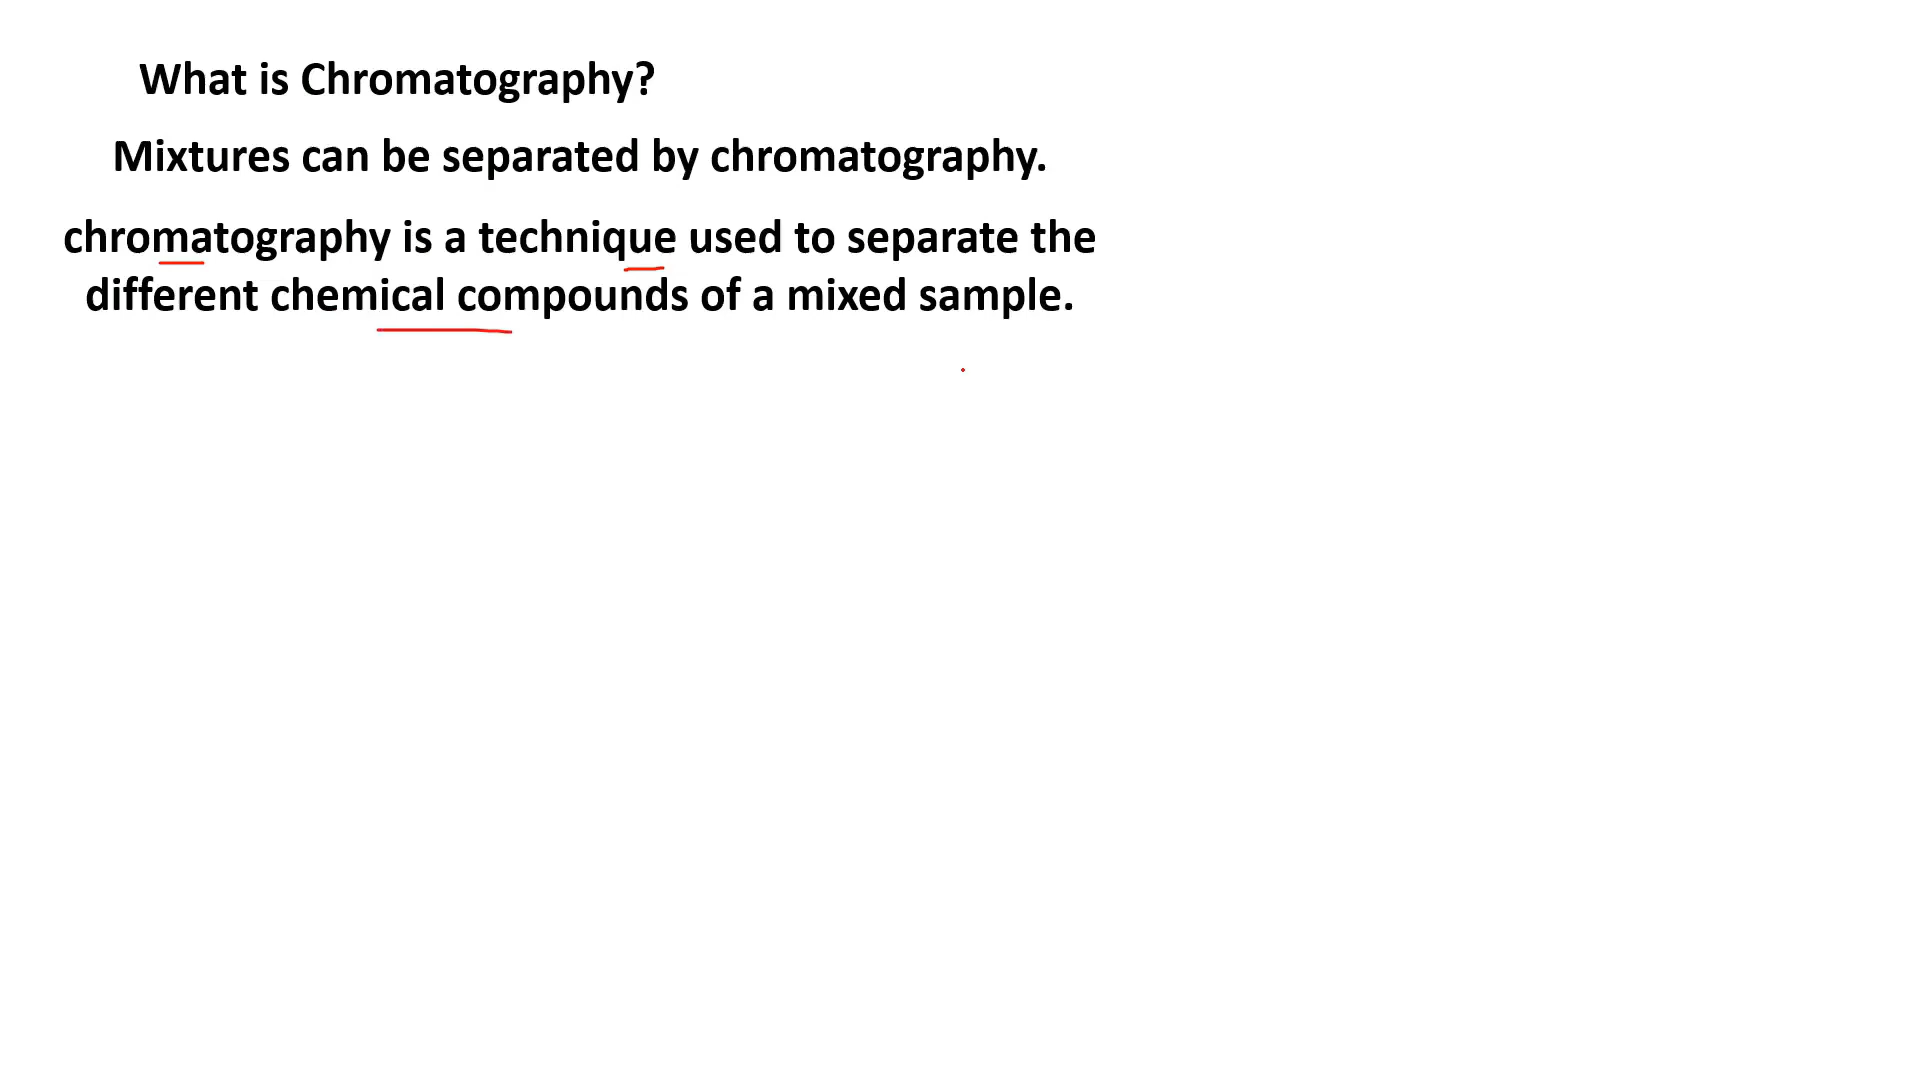 What is Chromatography?
Mixtures can be separated by chromatography.
chromatography is a technique used to separate the
different chemical compounds of a mixed sample.